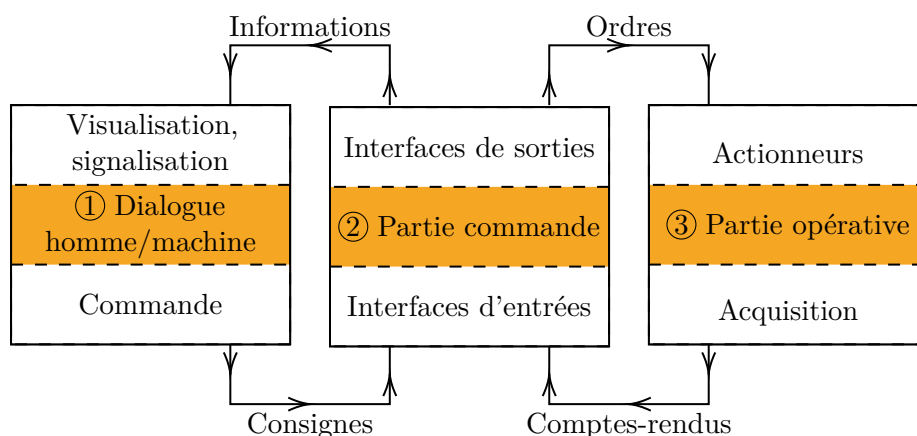 Informations
Ordres
Visualisation,
signalisation
① Dialogue
homme/machine
Commande
Interfaces de sorties
② Partie commande
Interfaces d'entrées
Actionneurs
③ Partie opérative
Acquisition
Consignes
Comptes-rendus